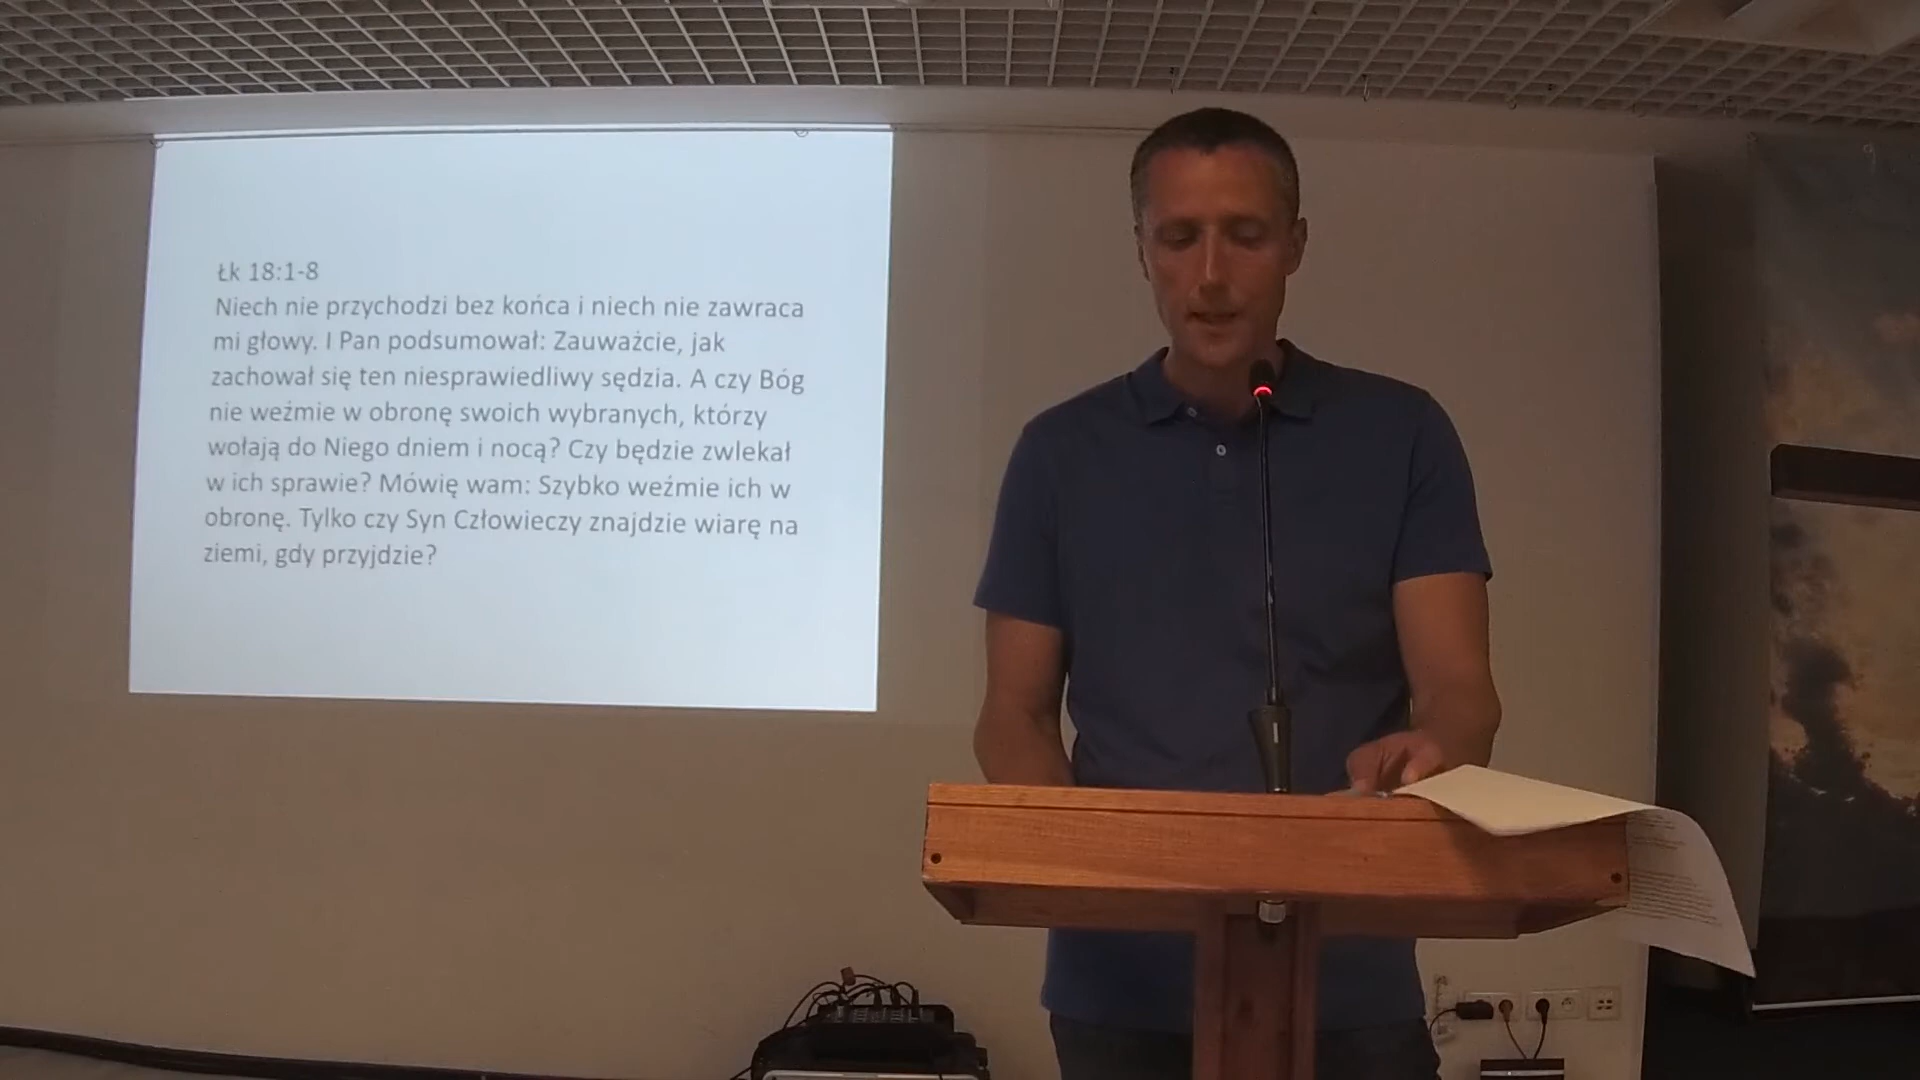 Łk 18:1-8
Niech nie przychodzi bez końca i niech nie zawraca
mi głowy. I Pan podsumował: Zauważcie, jak
zachował się ten niesprawiedliwy sędzia. A czy Bóg
nie weźmie w obronę swoich wybranych, którzy
wołają do Niego dniem i nocą? Czy będzie zwlekał
w ich sprawie? Mówię wam: Szybko weźmie ich w
obronę. Tylko czy Syn Człowieczy znajdzie wiarę na
ziemi, gdy przyjdzie?